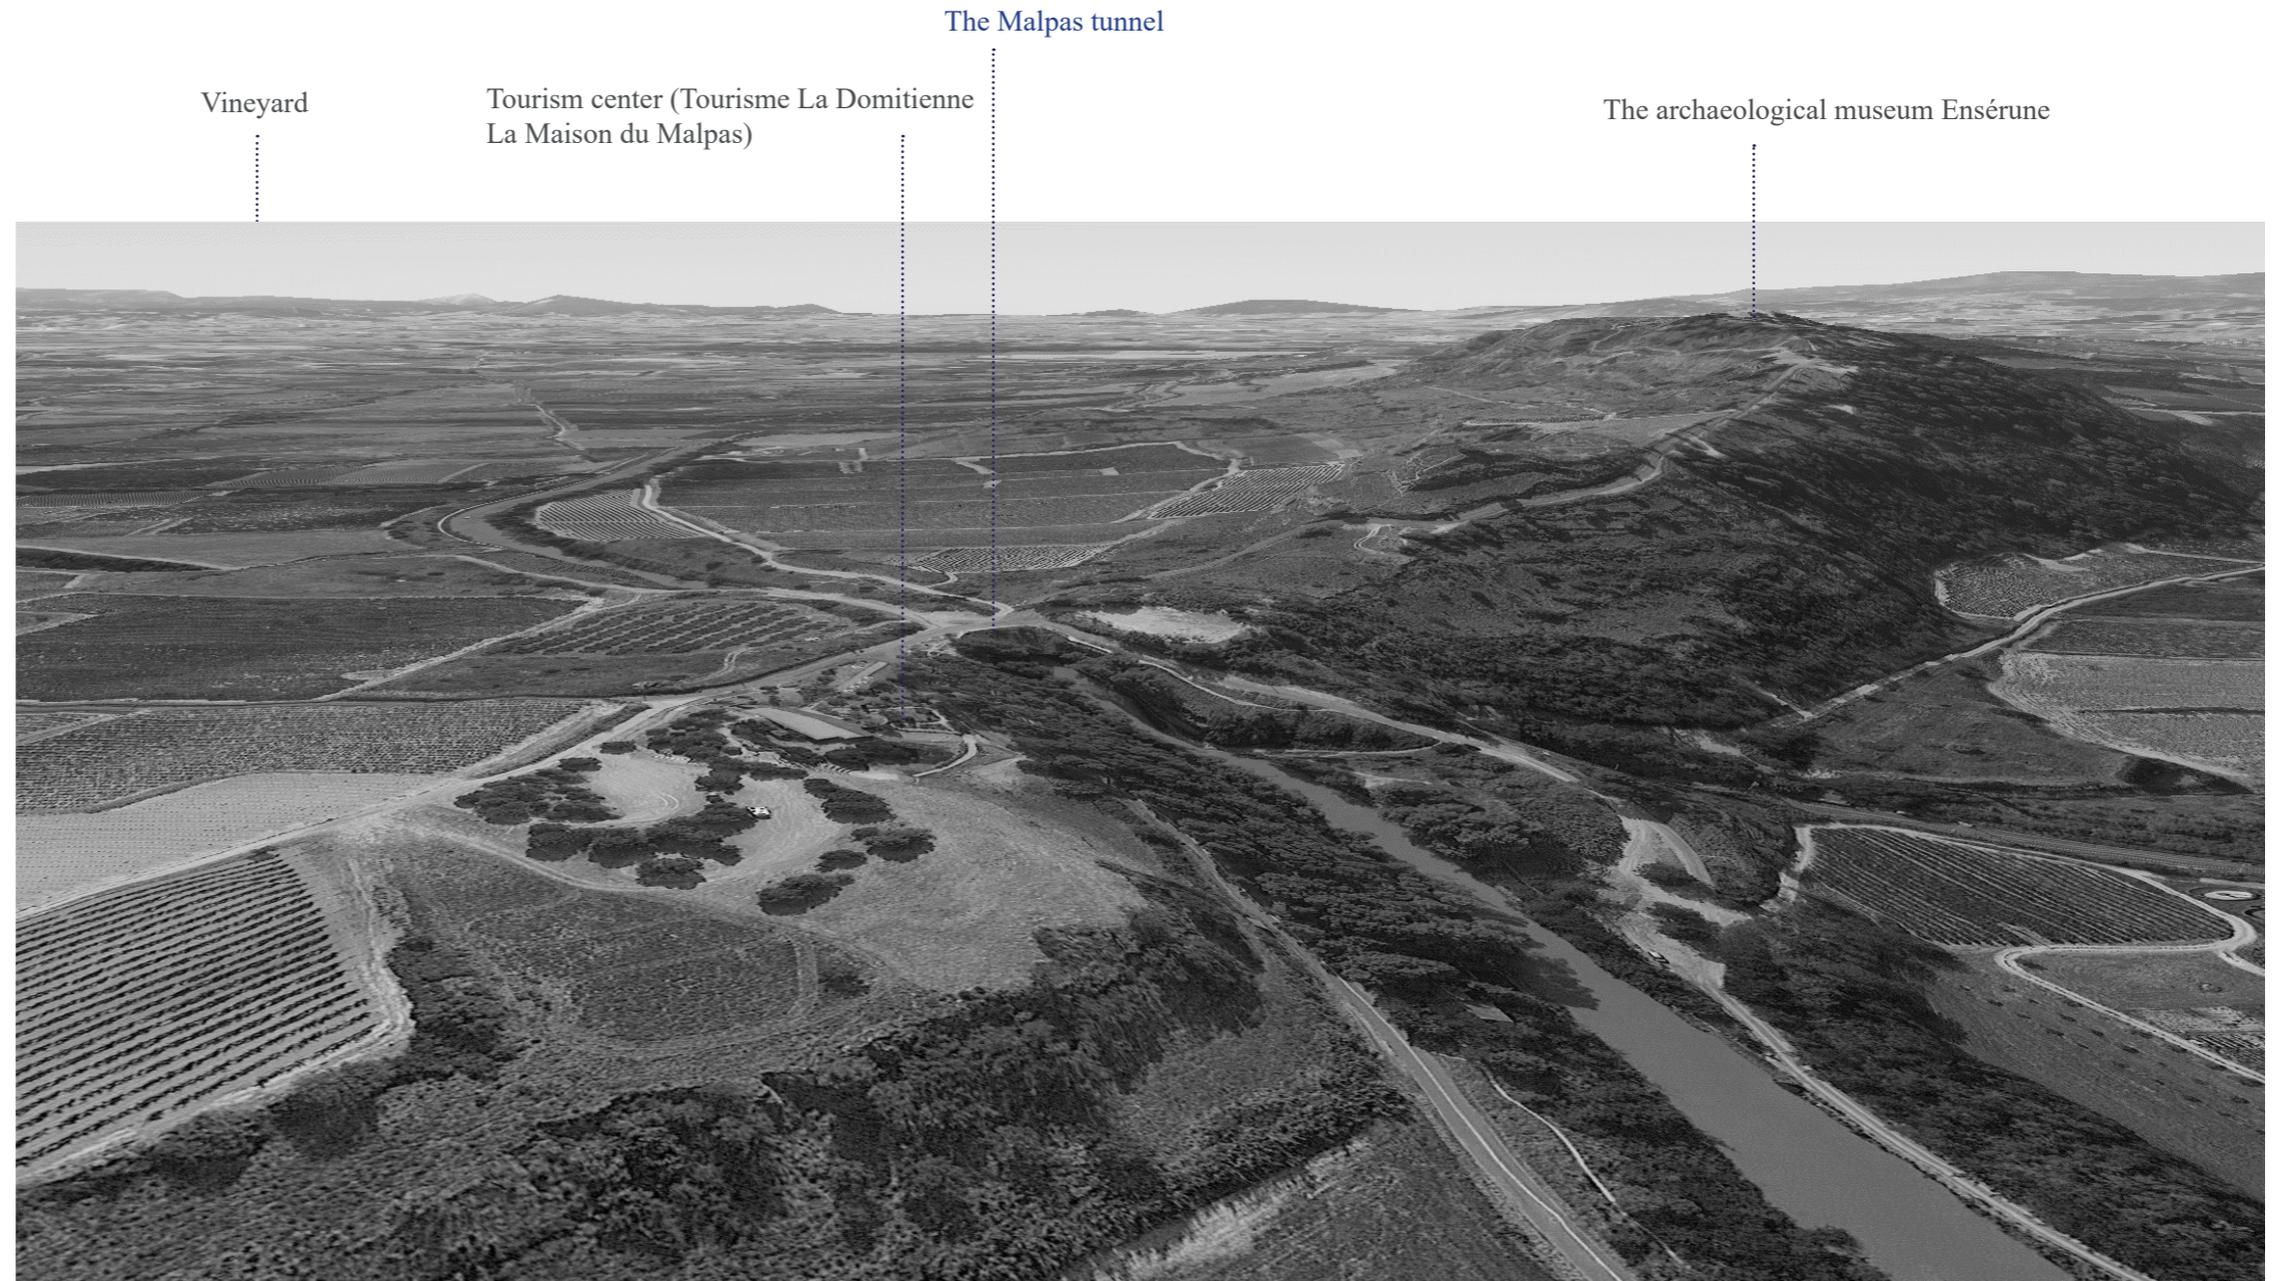 The Malpas tunnel
Vineyard
Tourism center (Tourisme La Domitienne
La Maison du Malpas)
The archaeological museum Ensérune